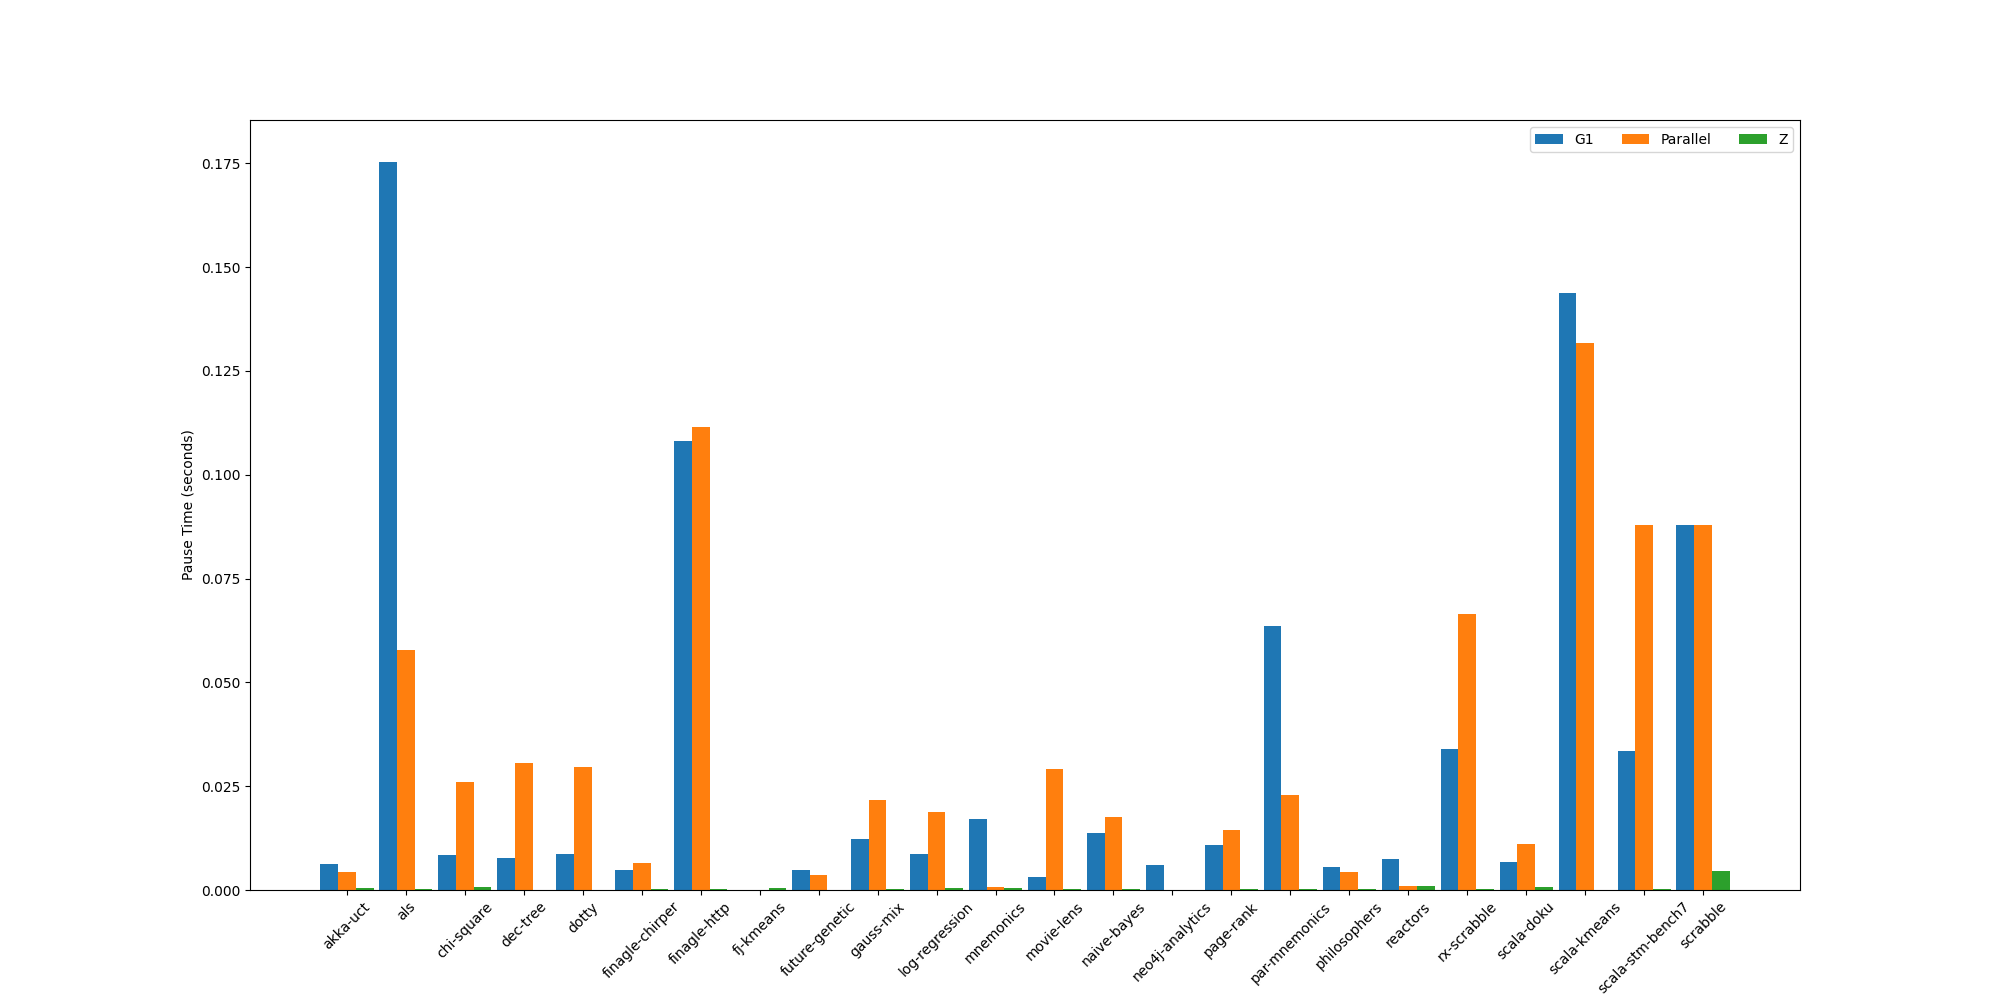 G1 Parallel Z
0.175
0.150
0.125
0.100
0.075
0.050
0.025
0.000
Pause Time (seconds)
akka-uct
als
chi-square
dec-tree
dotty
finagle-chirper
finagle-http
fj-kmeans
future-genetic
gauss-mix
log-regression
mnemonics
movie-lens
naive-bayes
neo4j-analytics
page-rank
par-mnemonics
philosophers
reactors
rx-scrabble
scala-doku
scala-kmeans
scala-stm-bench7
scrabble